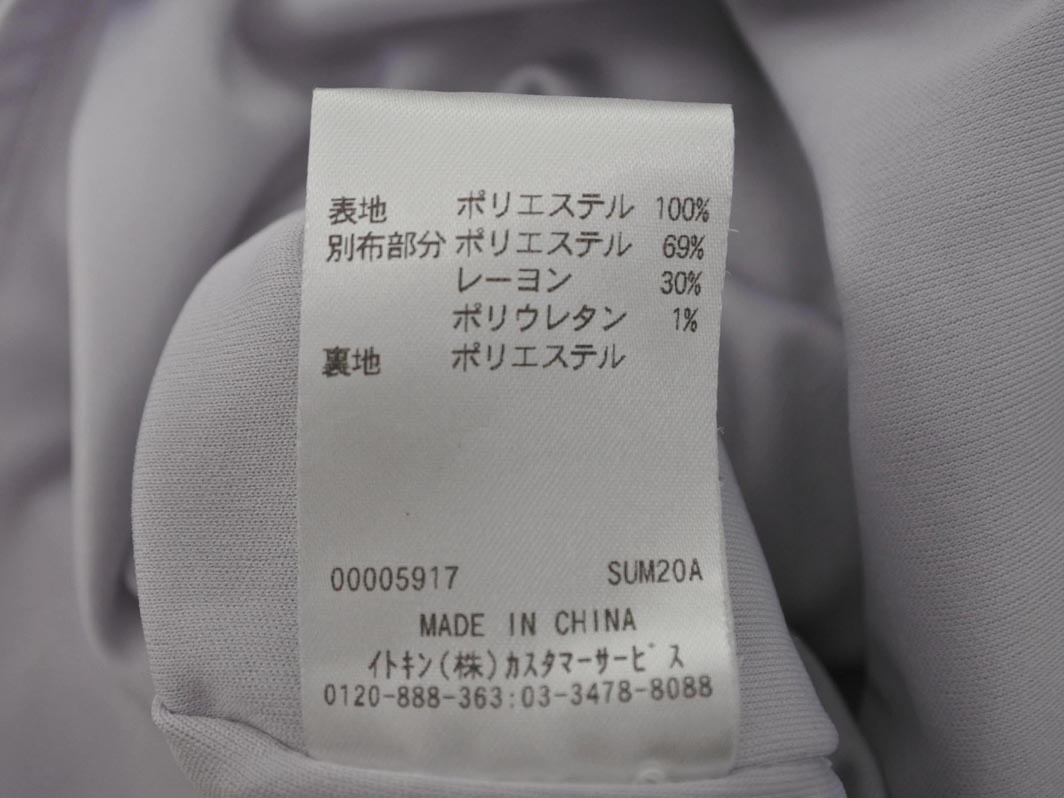 表地 ポリエステル 100%
別布部分 ポリエステル 69%
レーヨン 30%
ポリウレタン 1%
裏地 ポリエステル
00005917 SUM20A
MADE IN CHINA
イトキン(株)カスタマーサービス
0120-888-363:03-3478-8088